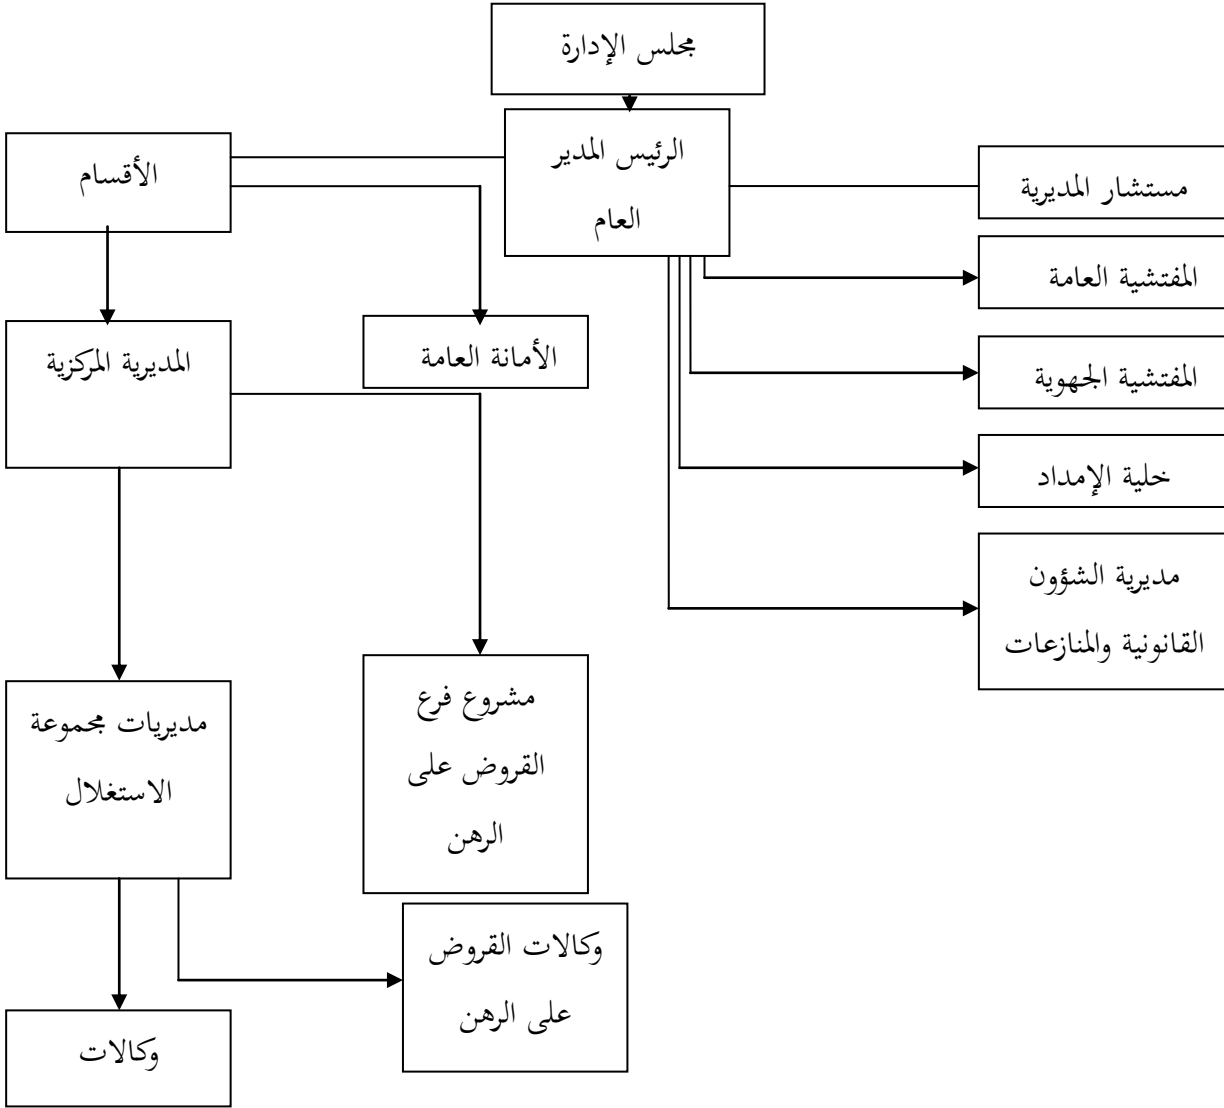 مجلس الإدارة
الرئيس المدير
العام
مستشار المديرية
الأقسام
المفتشية العامة
المديرية المركزية
الأمانة العامة
المفتشية الجهوية
خلية الإمداد
مديرية الشؤون
القانونية والمنازعات
مشروع فرع
القروض على
الرهن
مديريات مجموعة
الاستغلال
وكالات القروض
على الرهن
وكالات